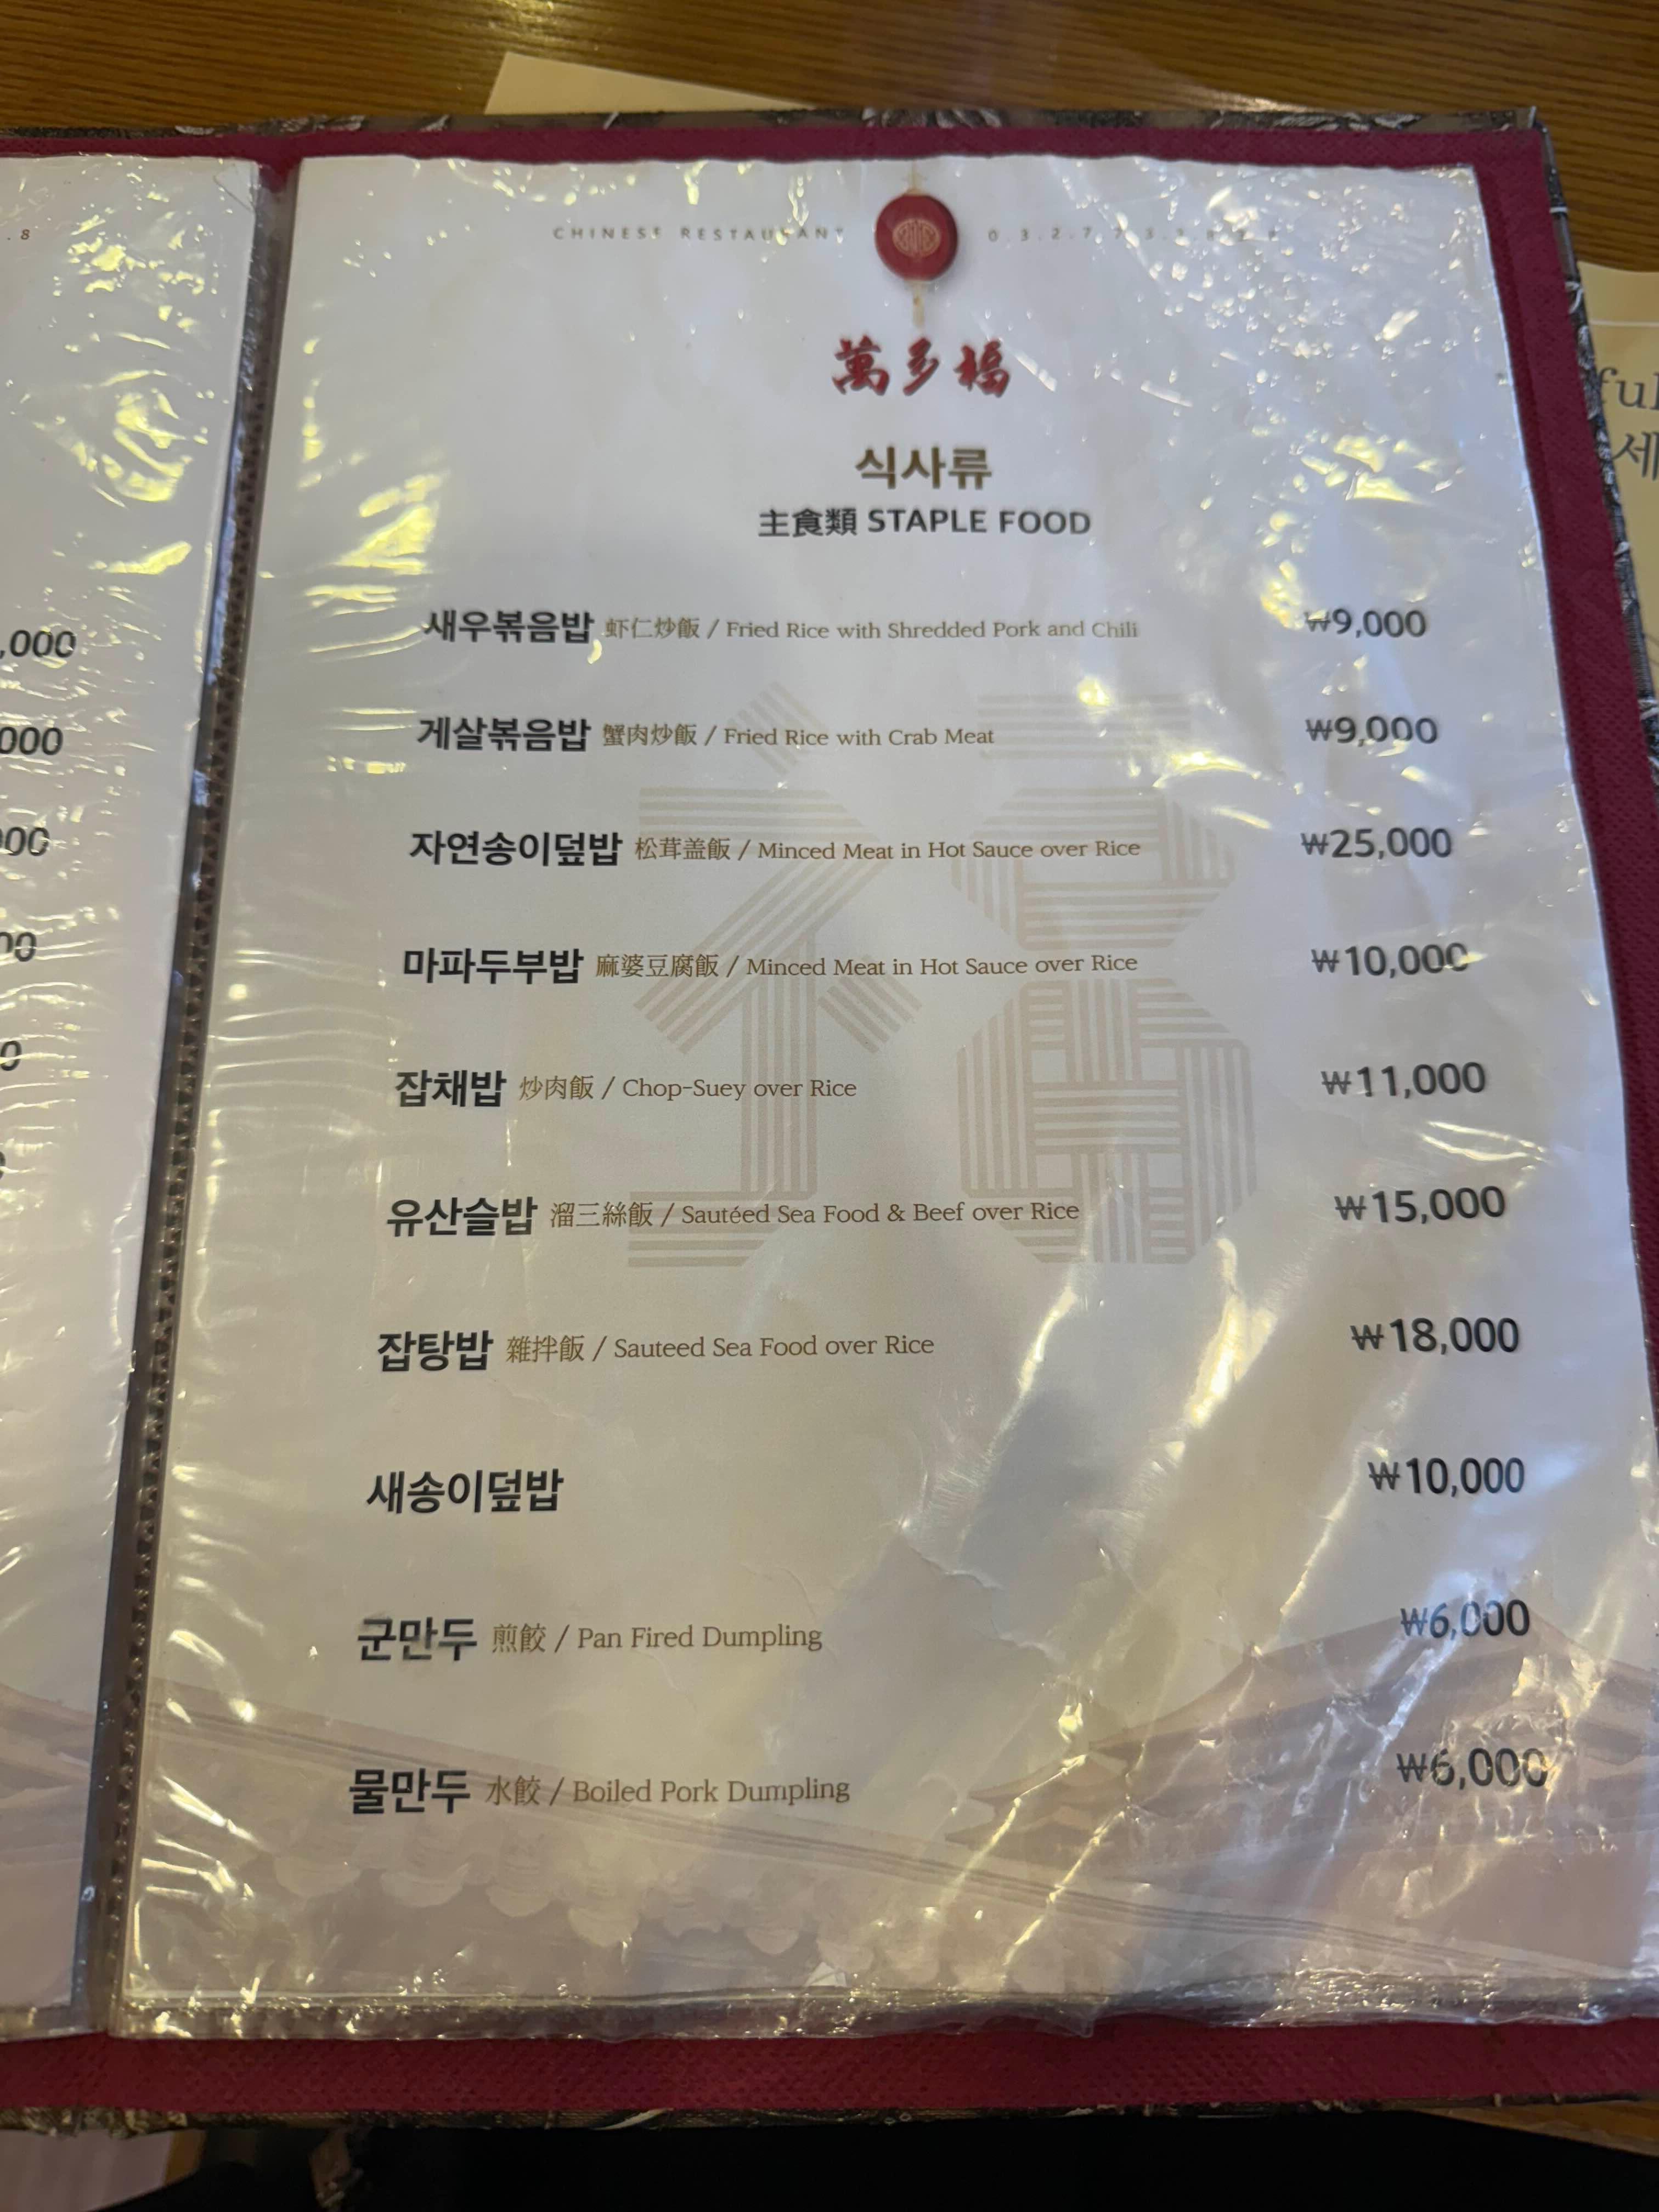 . 8
,000
000
000
00
0
CHINESE RESTAURANT
萬多福
식사류
主食類 STAPLE FOOD
새우볶음밥 虾仁炒飯 / Fried Rice with Shredded Pork and Chili ₩9,000
게살볶음밥 蟹肉炒飯 / Fried Rice with Crab Meat ₩9,000
자연송이덮밥 松茸盖飯 / Minced Meat in Hot Sauce over Rice ₩25,000
마파두부밥 麻婆豆腐飯 / Minced Meat in Hot Sauce over Rice ₩10,000
잡채밥 炒肉飯 / Chop-Suey over Rice ₩11,000
유산슬밥 溜三絲飯 / Sautéed Sea Food & Beef over Rice ₩15,000
잡탕밥 雜拌飯 / Sauteed Sea Food over Rice ₩18,000
새송이덮밥 ₩10,000
군만두 煎餃 / Pan Fired Dumpling ₩6,000
물만두 水餃 / Boiled Pork Dumpling ₩6,000
ful
세